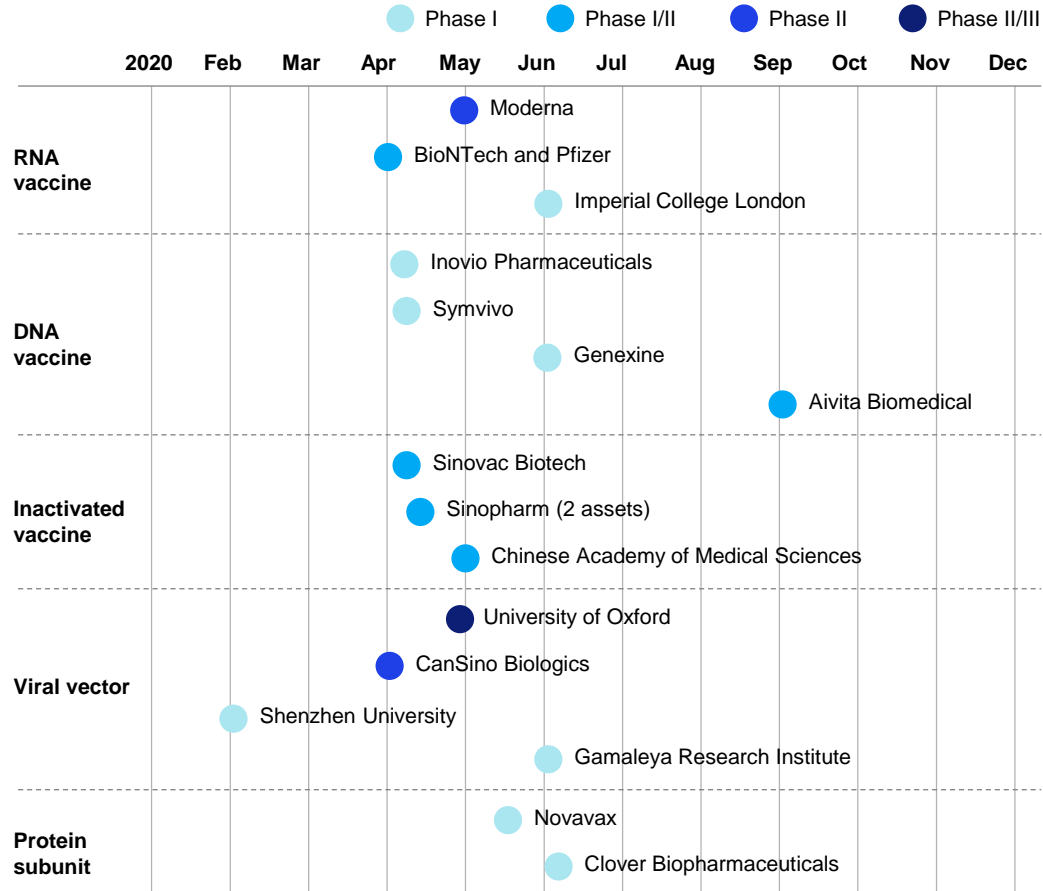 Phase I Phase I/II Phase II Phase II/III
2020 Feb Mar Apr May Jun Jul Aug Sep Oct Nov Dec
RNA
vaccine
Moderna
BioNTech and Pfizer
Imperial College London
DNA
vaccine
Inovio Pharmaceuticals
Symvivo
Genexine
Aivita Biomedical
Inactivated
vaccine
Sinovac Biotech
Sinopharm (2 assets)
Chinese Academy of Medical Sciences
Viral vector
University of Oxford
CanSino Biologics
Shenzhen University
Gamaleya Research Institute
Protein
subunit
Novavax
Clover Biopharmaceuticals